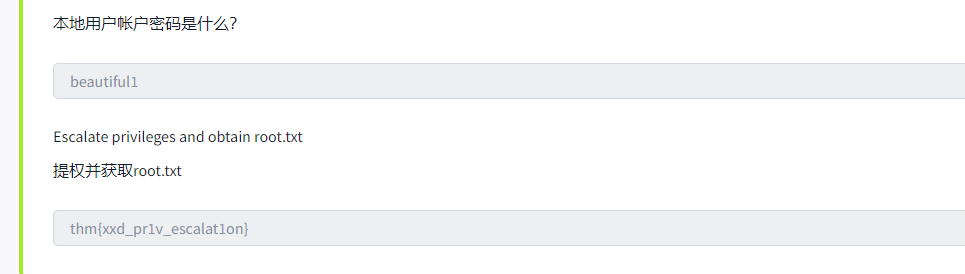 本地用户帐户密码是什么?
beautiful1
Escalate privileges and obtain root.txt
提权并获取root.txt
thm{xxd_pr1v_escalat1on}